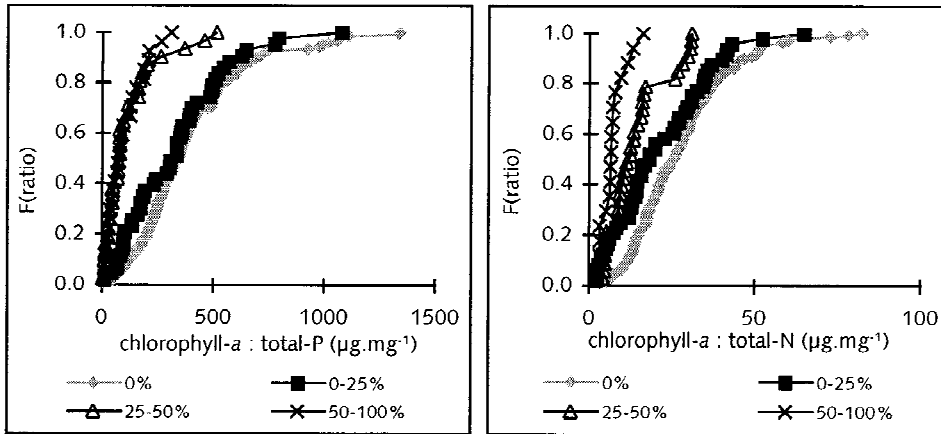 1.0
0.8
0.6
0.4
0.2
0.0
F(ratio)
0 500 1000 1500
chlorophyll-a : total-P (µg.mg⁻¹)
0% 0-25%
25-50% 50-100%
1.0
0.8
0.6
0.4
0.2
0.0
F(ratio)
0 50 100
chlorophyll-a : total-N (µg.mg⁻¹)
0% 0-25%
25-50% 50-100%